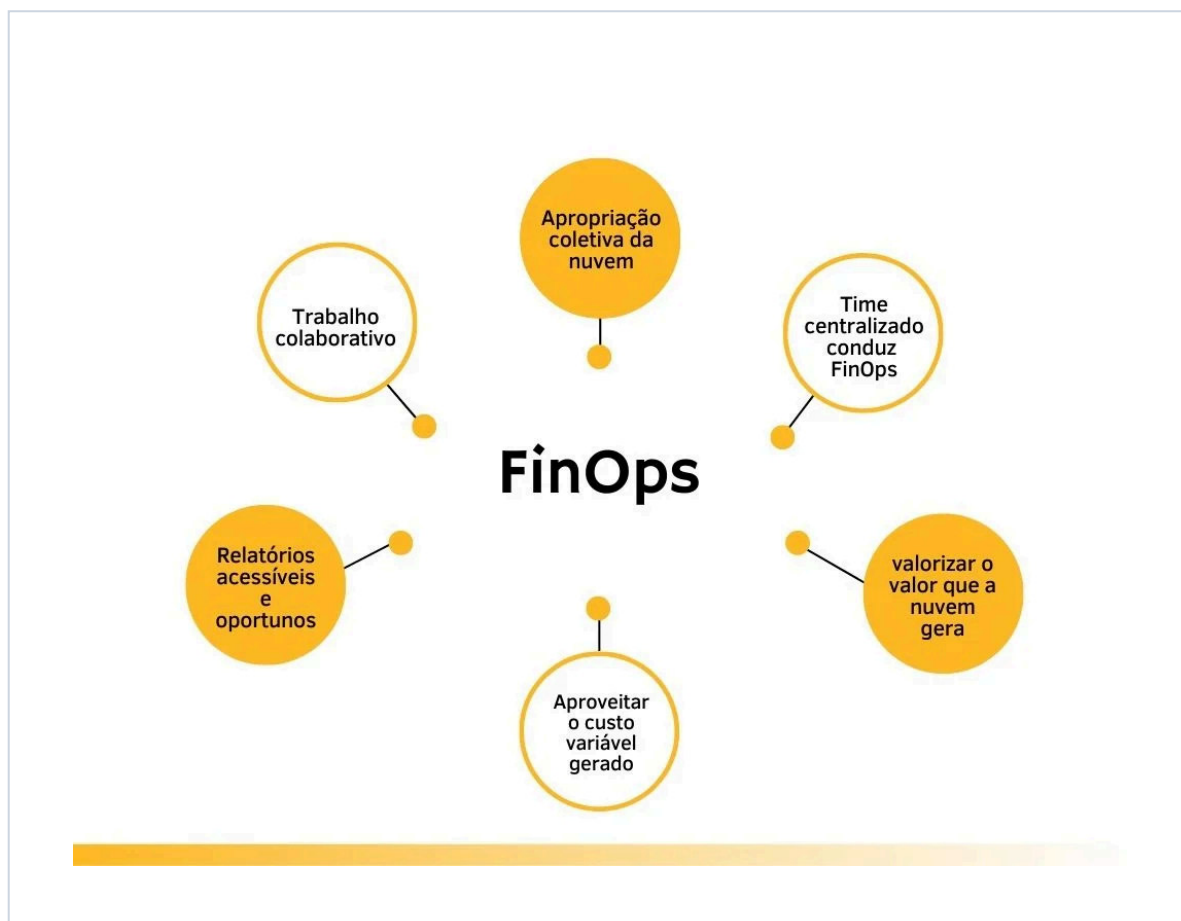 Apropriação
coletiva da
nuvem
Trabalho
colaborativo
Time
centralizado
conduz
FinOps
FinOps
Relatórios
acessíveis
e
oportunos
valorizar o
valor que a
nuvem
gera
Aproveitar
o custo
variável
gerado